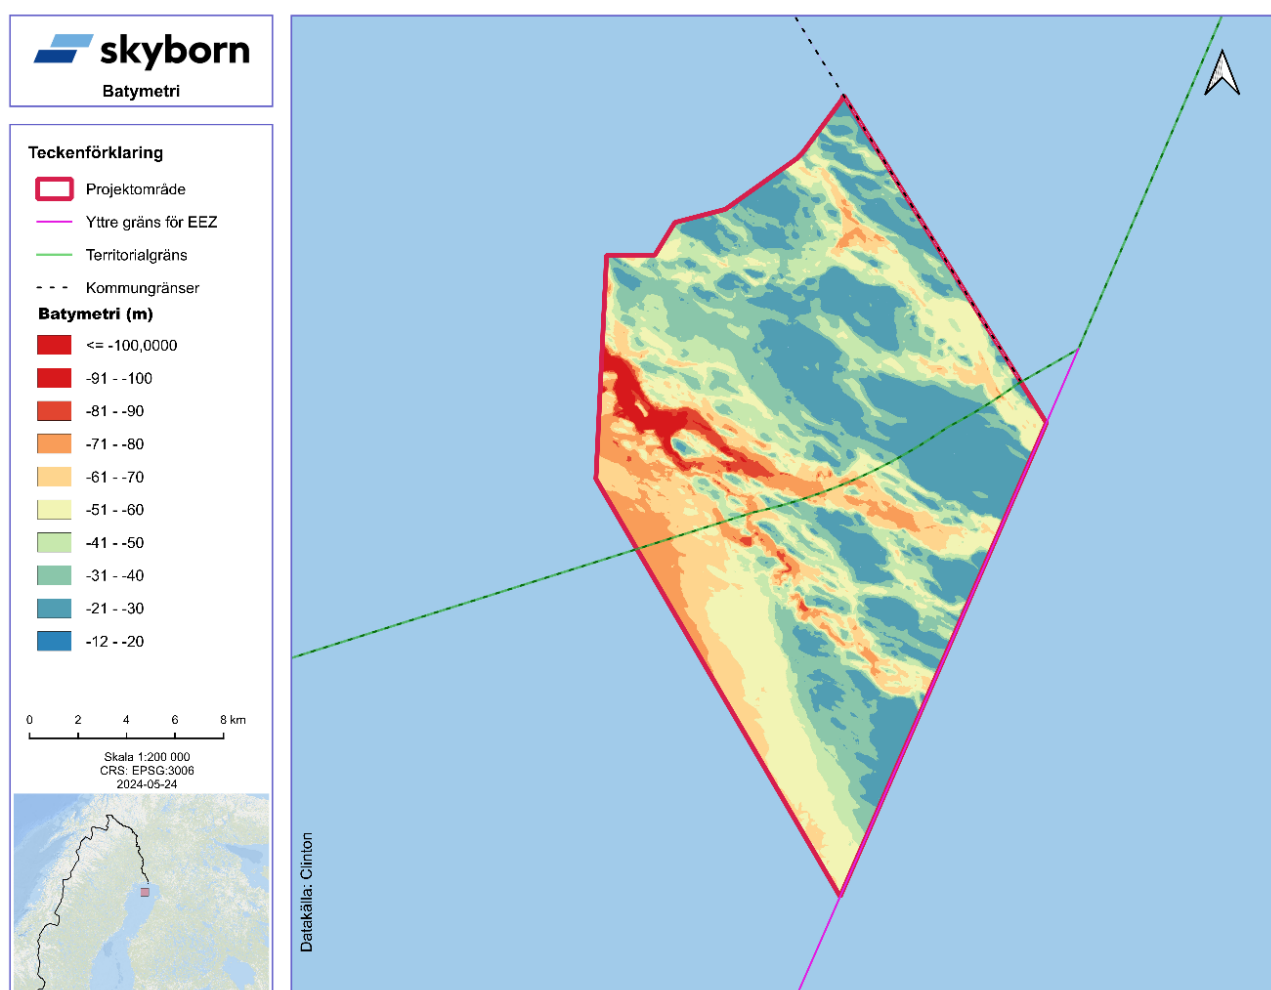 skyborn
Batymetri
Teckenförklaring
Projektområde
Yttre gräns för EEZ
Territorialgräns
Kommungränser
Batymetri (m)
<= -100,0000
-91 - -100
-81 - -90
-71 - -80
-61 - -70
-51 - -60
-41 - -50
-31 - -40
-21 - -30
-12 - -20
0 2 4 6 8 km
Skala 1:200 000
CRS: EPSG:3006
2024-05-24
Datakälla: Clinton